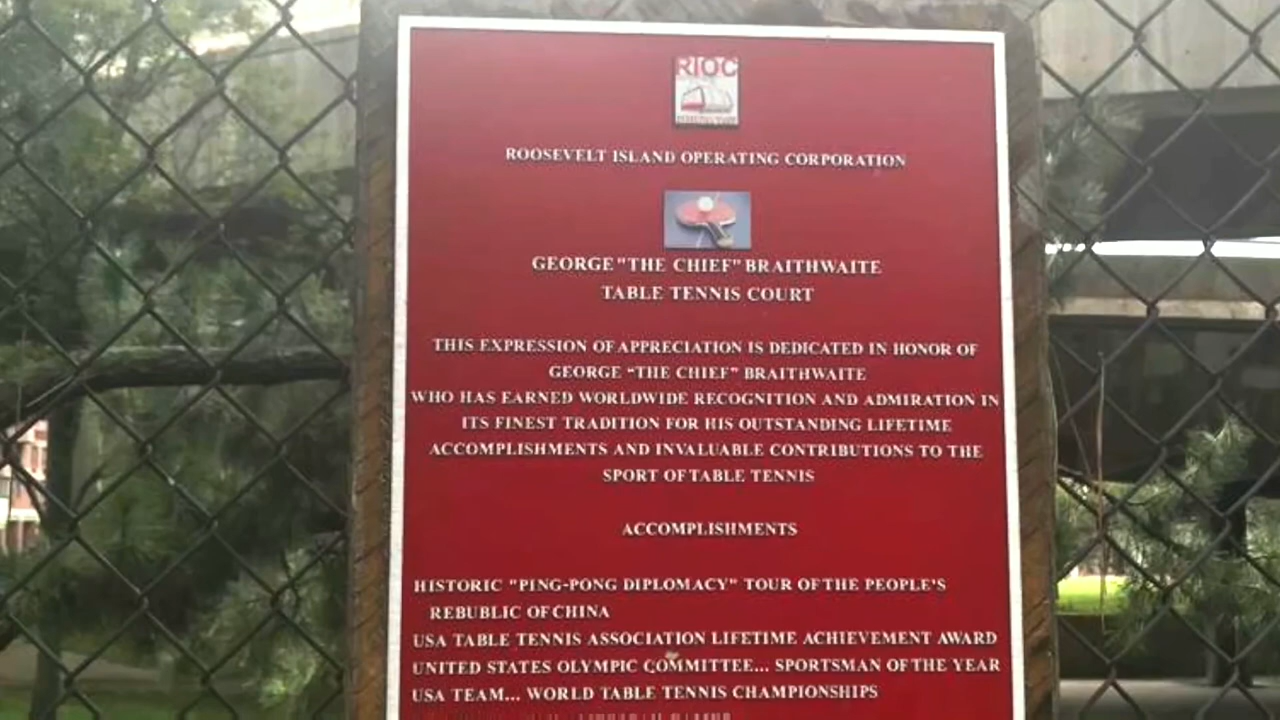 RIOC
ROOSEVELT ISLAND OPERATING CORPORATION
GEORGE "THE CHIEF" BRAITHWAITE
TABLE TENNIS COURT
THIS EXPRESSION OF APPRECIATION IS DEDICATED IN HONOR OF
GEORGE "THE CHIEF" BRAITHWAITE
WHO HAS EARNED WORLDWIDE RECOGNITION AND ADMIRATION IN
ITS FINEST TRADITION FOR HIS OUTSTANDING LIFETIME
ACCOMPLISHMENTS AND INVALUABLE CONTRIBUTIONS TO THE
SPORT OF TABLE TENNIS
ACCOMPLISHMENTS
HISTORIC "PING-PONG DIPLOMACY" TOUR OF THE PEOPLE'S
REBUBLIC OF CHINA
USA TABLE TENNIS ASSOCIATION LIFETIME ACHIEVEMENT AWARD
UNITED STATES OLYMPIC COMMITTEE... SPORTSMAN OF THE YEAR
USA TEAM... WORLD TABLE TENNIS CHAMPIONSHIPS